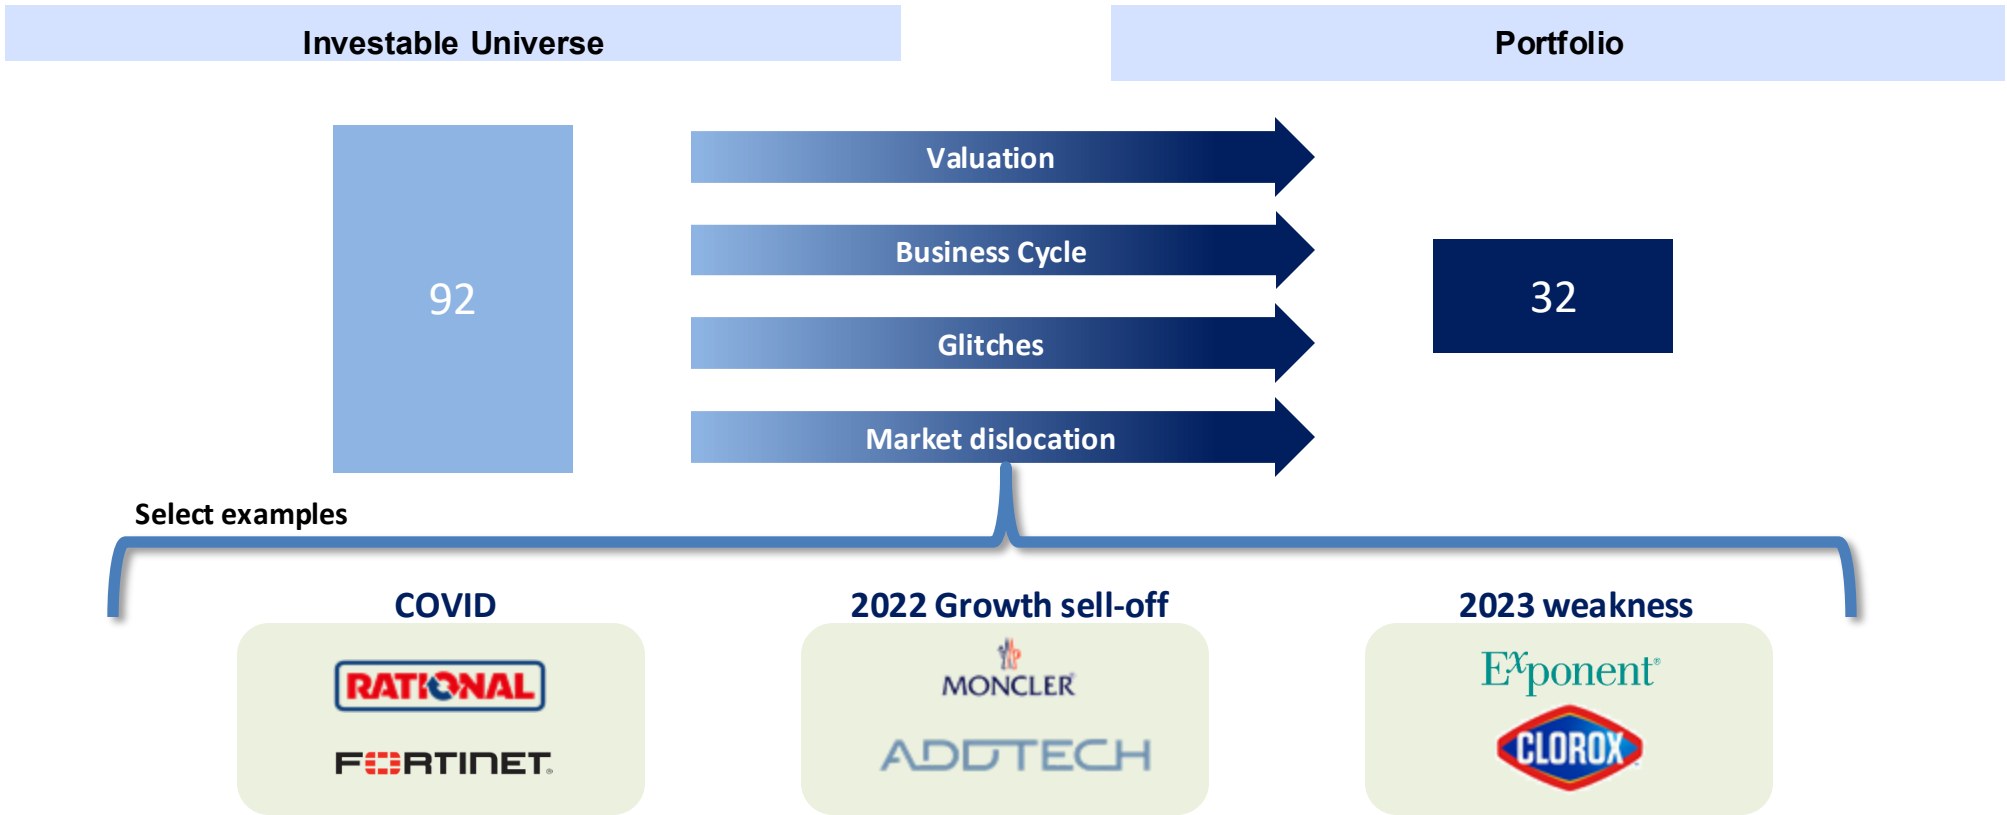 Investable Universe
Portfolio
Valuation
Business Cycle
92
32
Glitches
Market dislocation
Select examples
COVID
2022 Growth sell-off
2023 weakness
RATIONAL
MONCLER
Exponent®
FORTINET®
ADDTECH
CLOROX